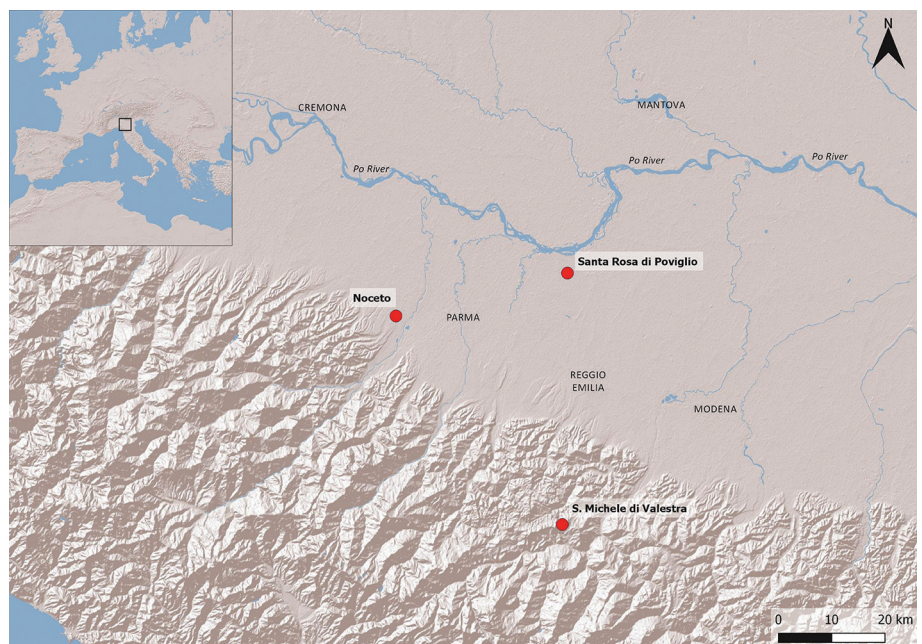 N
CREMONA
MANTOVA
Po River
Po River
Po River
Santa Rosa di Poviglio
Noceto
PARMA
REGGIO
EMILIA
MODENA
S. Michele di Valestra
0 10 20 km